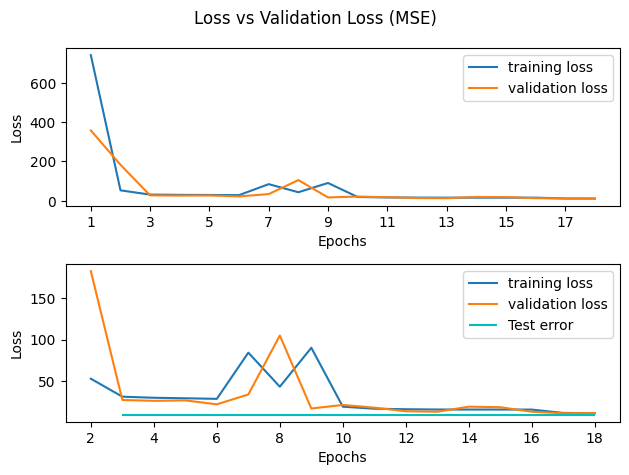 Loss vs Validation Loss (MSE)
600
400
200
0
Loss
training loss
validation loss
1 3 5 7 9 11 13 15 17
Epochs
150
100
50
Loss
training loss
validation loss
Test error
2 4 6 8 10 12 14 16 18
Epochs